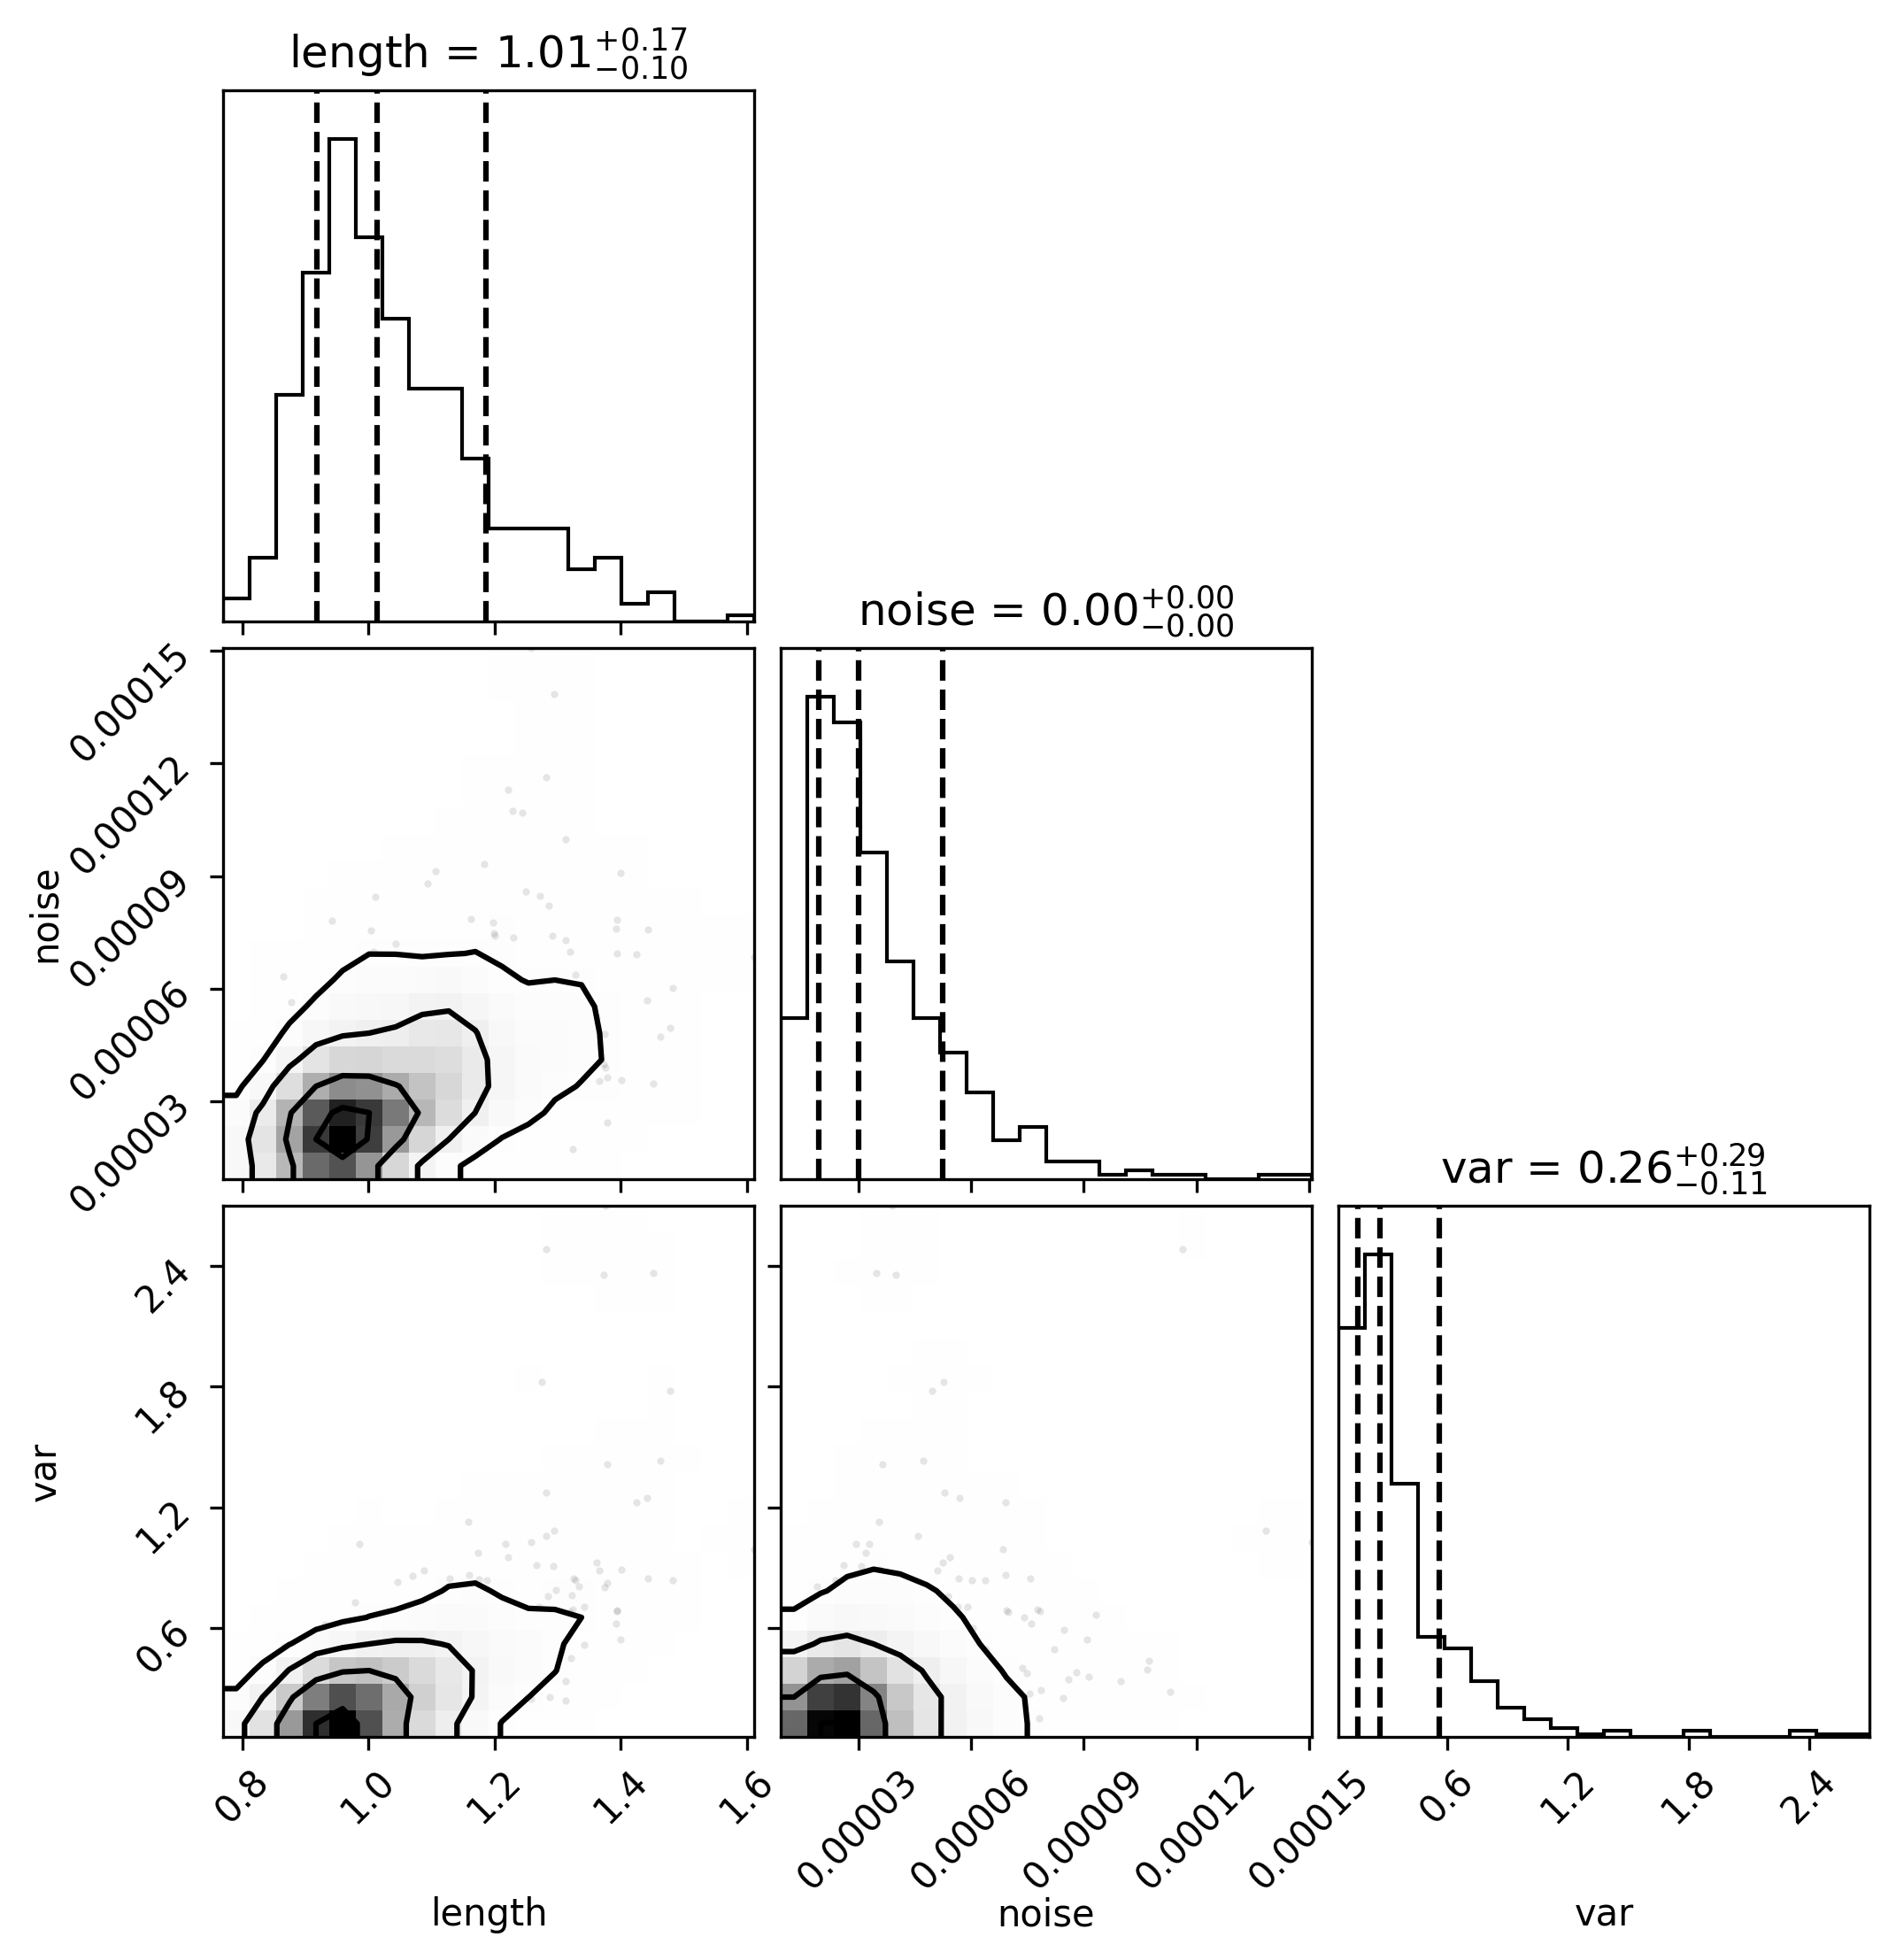 length = 1.01+0.17 −0.10
noise = 0.00+0.00 −0.00
0.00015
0.00012
0.00009
0.00006
0.00003
noise
var = 0.26+0.29 −0.11
2.4
1.8
1.2
0.6
var
0.8 1.0 1.2 1.4 1.6
0.00003 0.00006 0.00009 0.00012 0.00015
0.6 1.2 1.8 2.4
length
noise
var